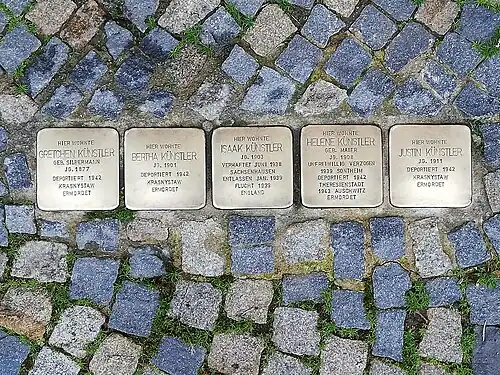 HIER WOHNTE
GRETCHEN KÜNSTLER
GEB. SILBERMANN
JG. 1877
DEPORTIERT 1942
KRASNYSTAW
ERMORDET
HIER WOHNTE
BERTHA KÜNSTLER
JG. 1901
DEPORTIERT 1942
KRASNYSTAW
ERMORDET
HIER WOHNTE
ISAAK KÜNSTLER
JG. 1903
VERHAFTET JUNI 1938
SACHSENHAUSEN
ENTLASSEN JAN. 1939
FLUCHT 1939
ENGLAND
HIER WOHNTE
HELENE KÜNSTLER
GEB. MAIER
JG. 1908
UNFREIWILLIG VERZOGEN
1939 SONTHEIM
DEPORTIERT 1942
THERESIENSTADT
1943 AUSCHWITZ
ERMORDET
HIER WOHNTE
JUSTIN KÜNSTLER
JG. 1911
DEPORTIERT 1942
KRASNYSTAW
ERMORDET